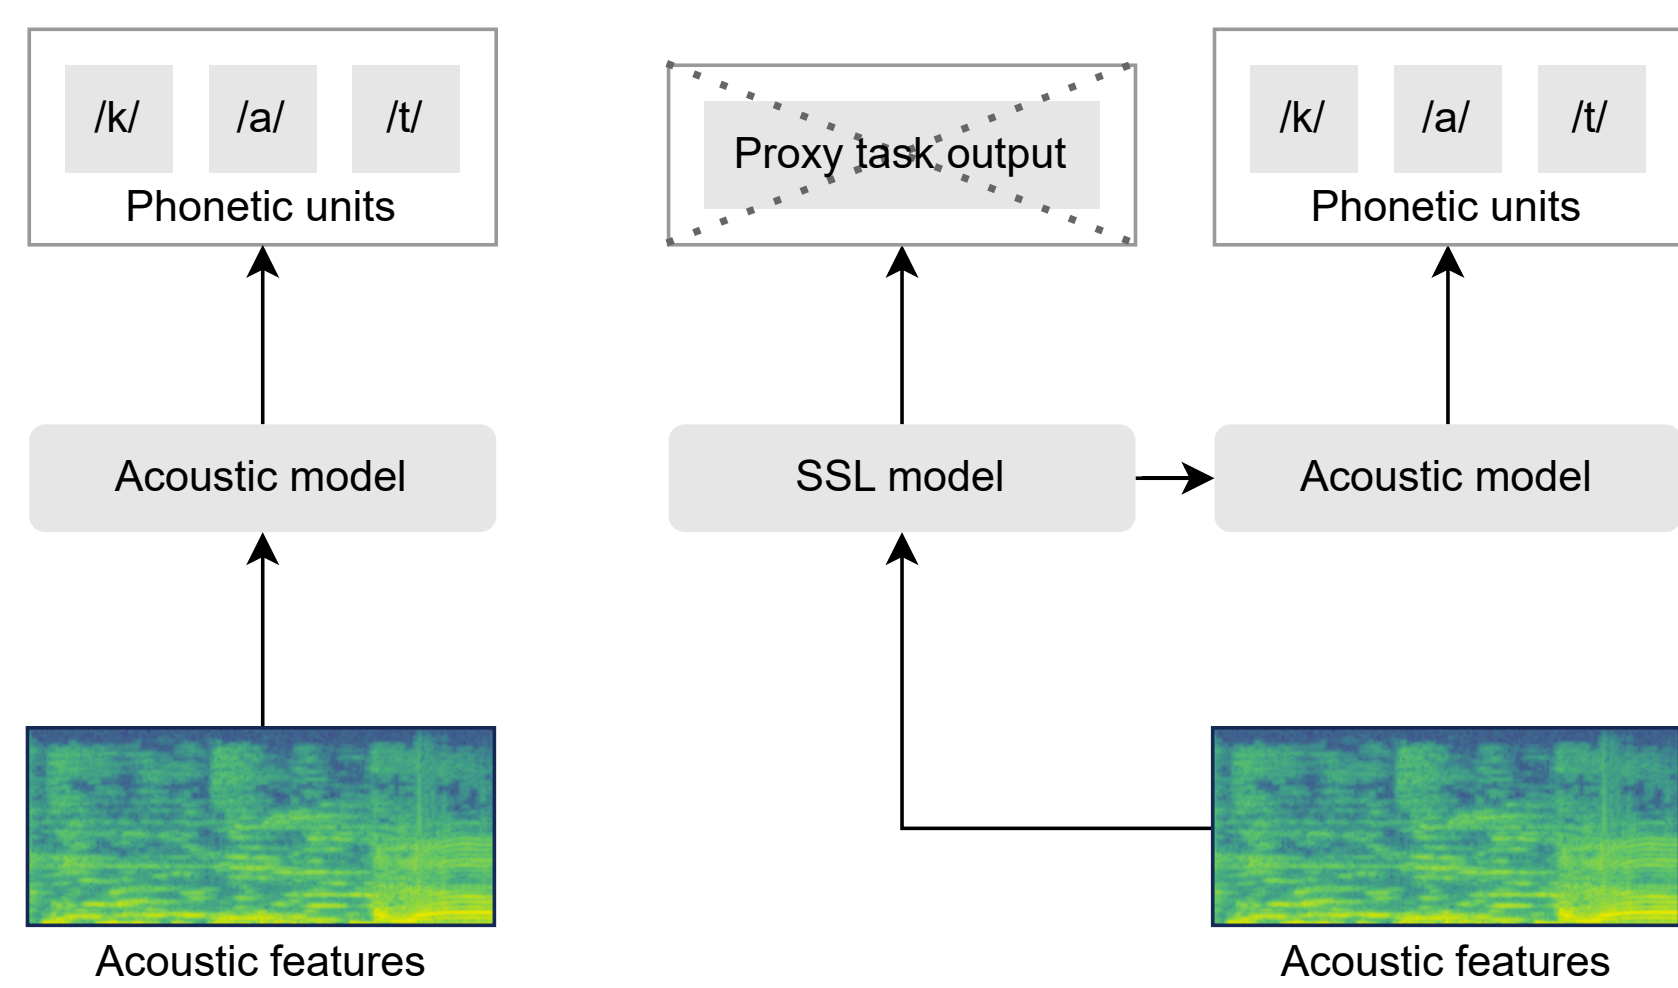 /k/ /a/ /t/
Phonetic units
Proxy task output
/k/ /a/ /t/
Phonetic units
Acoustic model
SSL model
Acoustic model
Acoustic features
Acoustic features